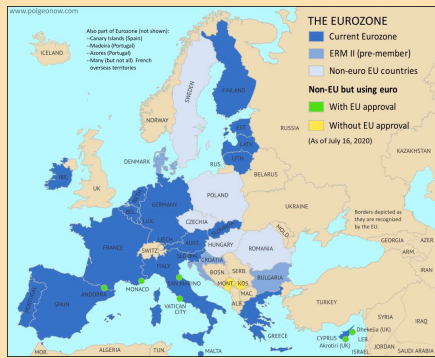 © www.polgeonow.com
Also part of Eurozone (not shown):
-Canary Islands (Spain)
-Madeira (Portugal)
-Azores (Portugal)
-Many (but not all) French
overseas territories
THE EUROZONE
Current Eurozone
ERM II (pre-member)
Non-euro EU countries
Non-EU but using euro
With EU approval
Without EU approval
(As of July 16, 2020)
ICELAND
SWEDEN
FINLAND
NORWAY
RUSSIA
EST.
LATV.
LITH.
DENMARK
RUS.
KAZAKHSTAN
IRE.
UK
BELARUS
POLAND
GERMANY
LUX.
CZECHIA
UKRAINE
Borders depicted as
they are recognized
by the EU.
FRANCE
SWITZ.
AUST.
HUNGARY
MOLD.
ROMANIA
CROATIA
ITALY
BOSN.
SERB.
GEORGIA
AZER.
ARM.
PORTUGAL
SPAIN
ANDORRA
MONACO
SAN MARINO
VATICAN
CITY
MONT.
KOS.
BULGARIA
MAC.
ALB.
TURKEY
IRAN
GREECE
SYRIA
IRAQ
CYPRUS
Dhekelia (UK)
Akrotiri (UK)
LEB.
MOR.
ALGERIA
TUN.
MALTA
ISRAEL
JORDAN
SAUDI ARABIA